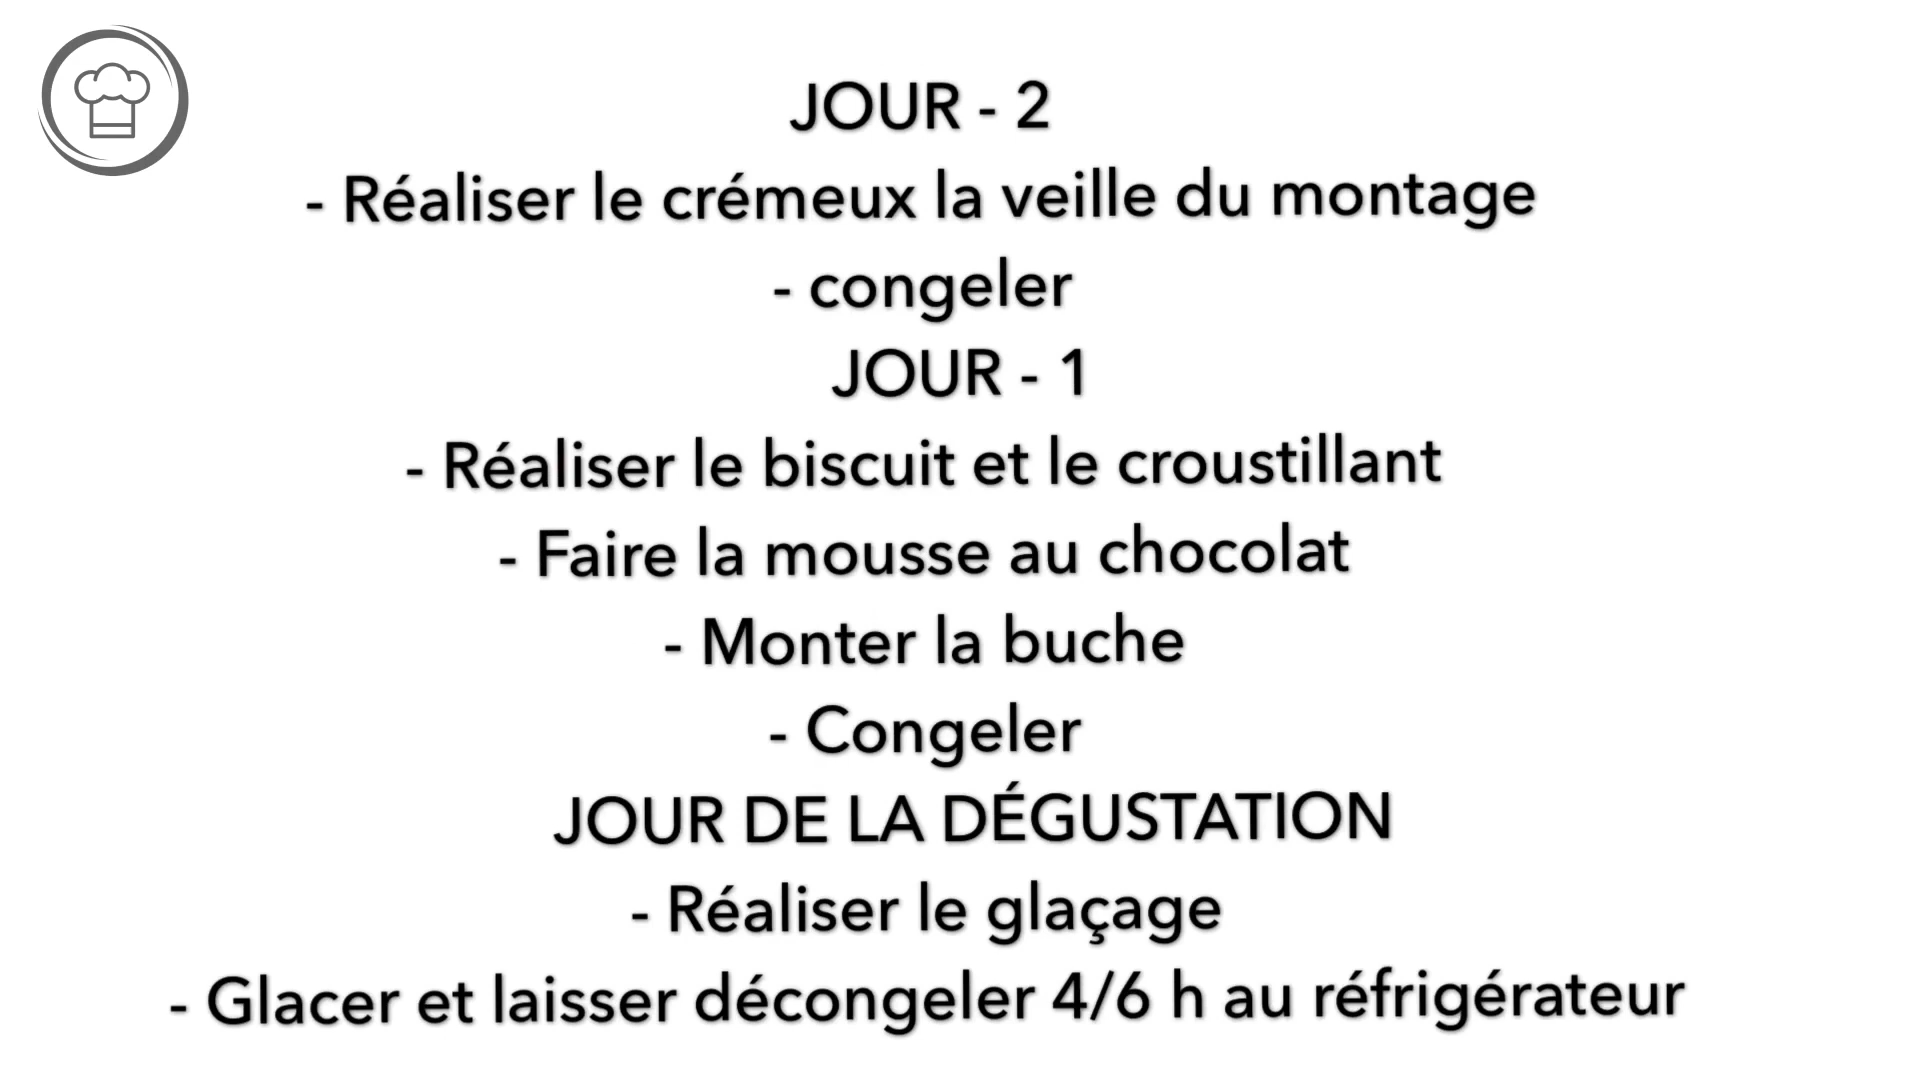 JOUR - 2
- Réaliser le crémeux la veille du montage
- congeler
JOUR - 1
- Réaliser le biscuit et le croustillant
- Faire la mousse au chocolat
- Monter la buche
- Congeler
JOUR DE LA DÉGUSTATION
- Réaliser le glaçage
- Glacer et laisser décongeler 4/6 h au réfrigérateur